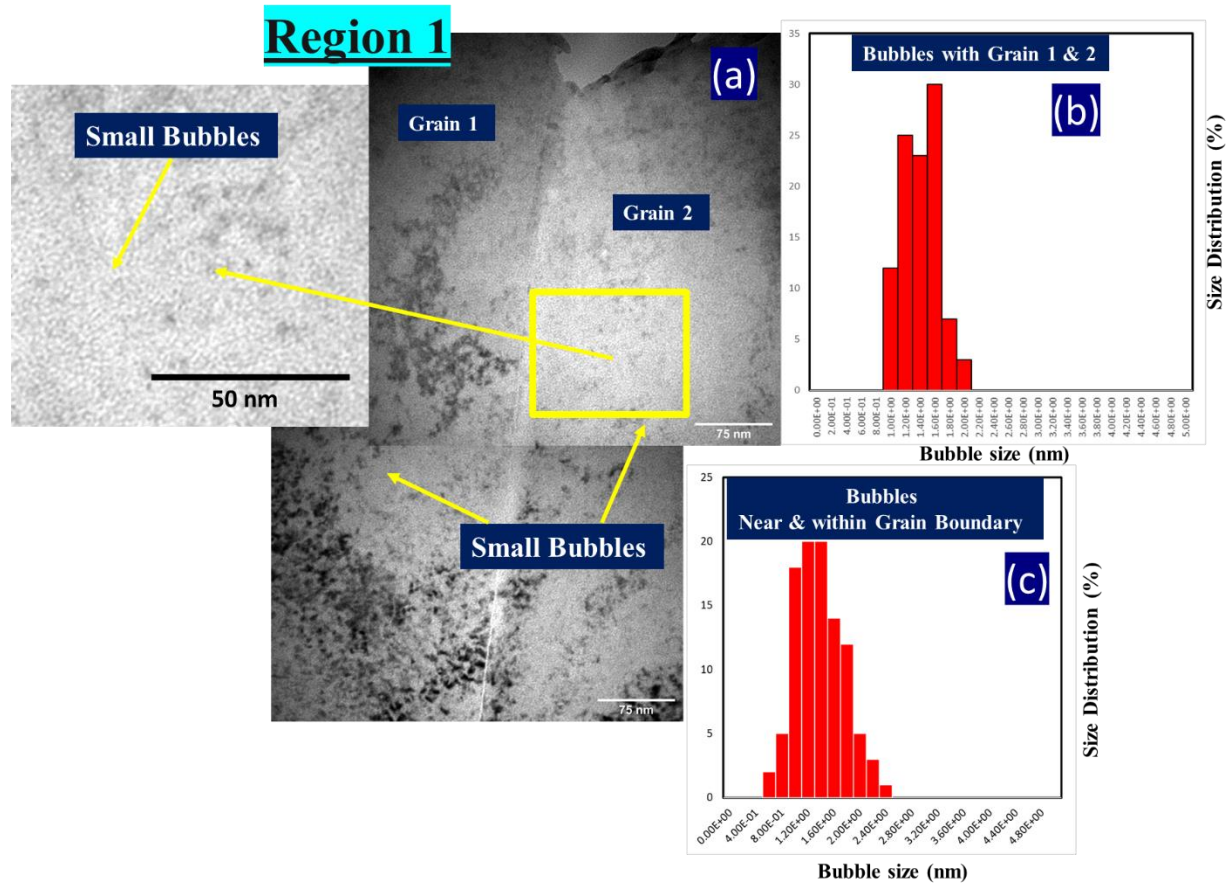 Region 1
Small Bubbles
50 nm
(a)
Grain 1
Grain 2
75 nm
Small Bubbles
75 nm
Bubbles with Grain 1 & 2
(b)
35
30
25
20
15
10
5
0
0.00E+00
2.00E-01
4.00E-01
6.00E-01
8.00E-01
1.00E+00
1.20E+00
1.40E+00
1.60E+00
1.80E+00
2.00E+00
2.20E+00
2.40E+00
2.60E+00
2.80E+00
3.00E+00
3.20E+00
3.40E+00
3.60E+00
3.80E+00
4.00E+00
4.20E+00
4.40E+00
4.60E+00
4.80E+00
5.00E+00
Bubble size (nm)
Size Distribution (%)
Bubbles
Near & within Grain Boundary
(c)
25
20
15
10
5
0
0.00E+00
4.00E-01
8.00E-01
1.20E+00
1.60E+00
2.00E+00
2.40E+00
2.80E+00
3.20E+00
3.60E+00
4.00E+00
4.40E+00
4.80E+00
Bubble size (nm)
Size Distribution (%)